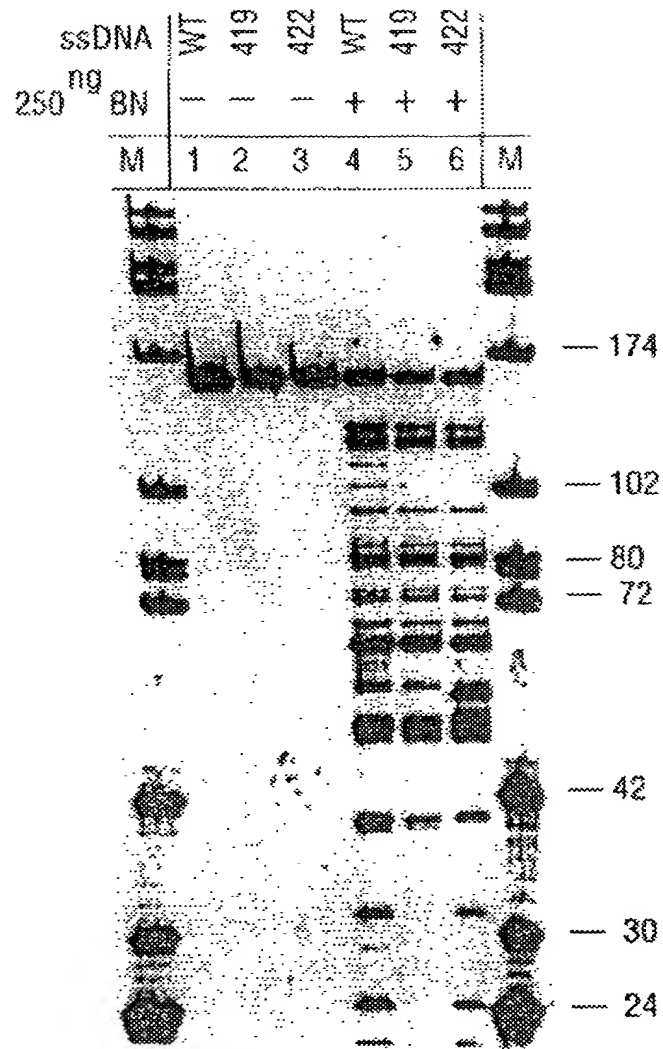 ssDNA WT 419 422 WT 419 422
250 ng BN − − − + + +
M 1 2 3 4 5 6 M
— 174
— 102
— 80
— 72
— 42
— 30
— 24